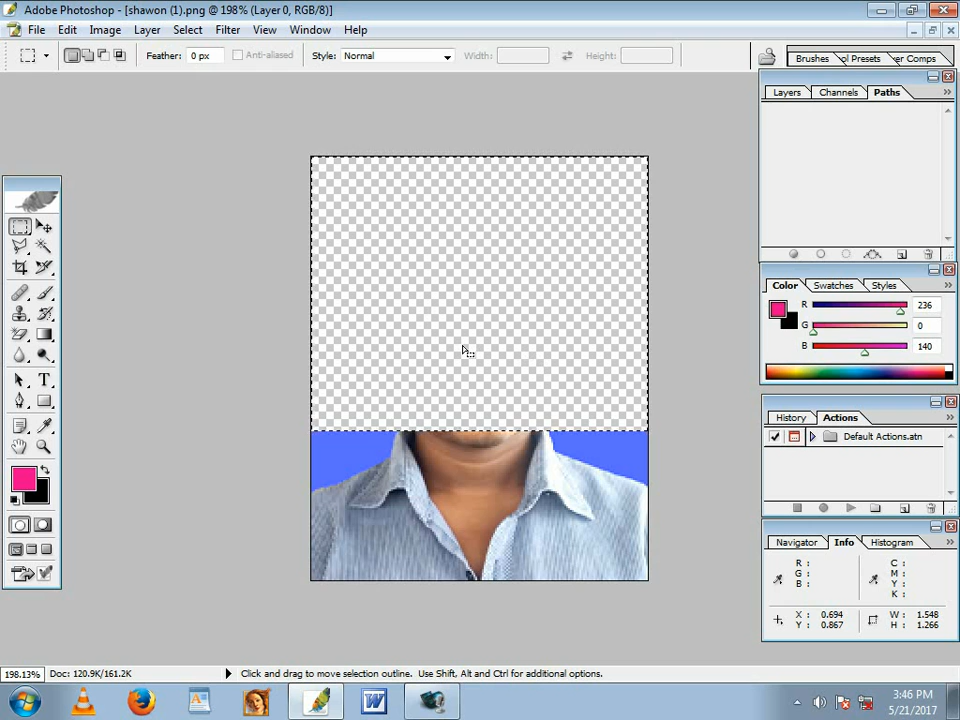 Adobe Photoshop - [shawon (1).png @ 198% (Layer 0, RGB/8)]
File Edit Image Layer Select Filter View Window Help
Feather: 0 px Anti-aliased Style: Normal Width: Height: Brushes ol Presets er Comps
Layers Channels Paths
Color Swatches Styles
R 236
G 0
B 140
History Actions
Default Actions.atn
Navigator Info Histogram
R : C :
G : M :
B : Y :
K :
X : 0.694 W : 1.548
Y : 0.867 H : 1.266
198.13% Doc: 120.9K/161.2K Click and drag to move selection outline. Use Shift, Alt and Ctrl for additional options.
3:46 PM
5/21/2017